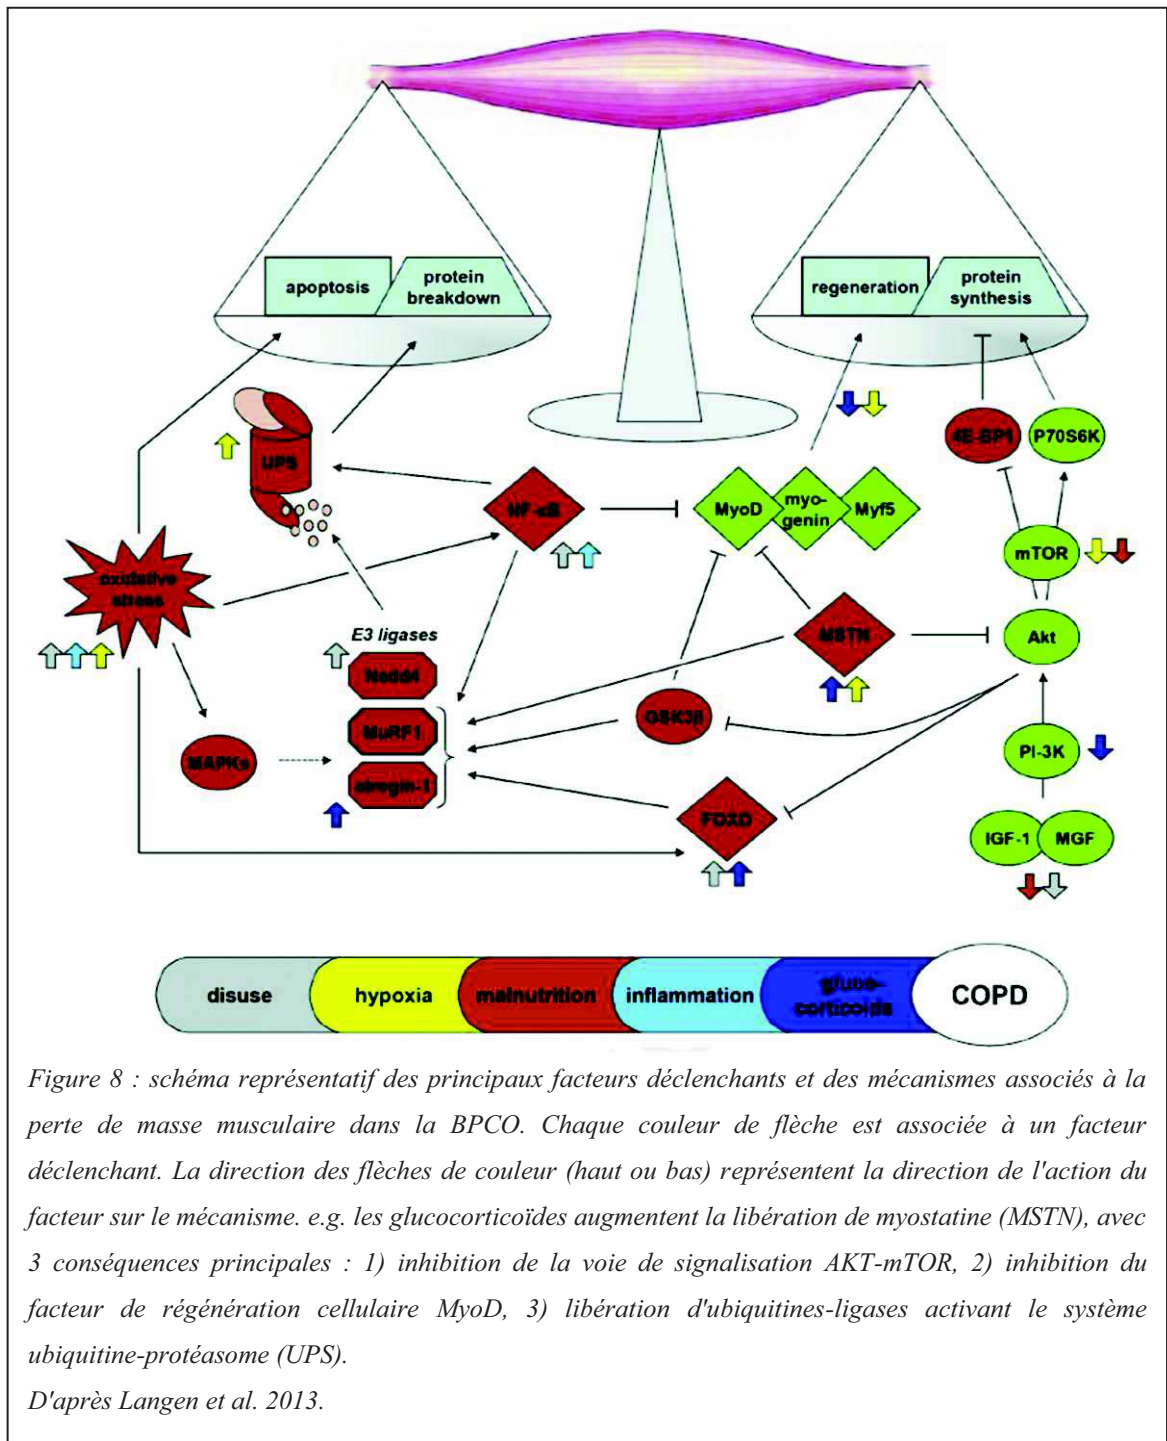 apoptosis
protein
breakdown
regeneration
protein
synthesis
UPS
NF-κB
MyoD
myo-
genin
Myf5
4E-BP1
P70S6K
mTOR
oxidative
stress
E3 ligases
Nedd4
MuRF1
atrogin-1
MAPKs
MSTN
Akt
GSK3β
PI-3K
FOXO
IGF-1
MGF
disuse
hypoxia
malnutrition
inflammation
gluco-
corticoids
COPD
Figure 8 : schéma représentatif des principaux facteurs déclenchants et des mécanismes associés à la
perte de masse musculaire dans la BPCO. Chaque couleur de flèche est associée à un facteur
déclenchant. La direction des flèches de couleur (haut ou bas) représentent la direction de l'action du
facteur sur le mécanisme. e.g. les glucocorticoïdes augmentent la libération de myostatine (MSTN), avec
3 conséquences principales : 1) inhibition de la voie de signalisation AKT-mTOR, 2) inhibition du
facteur de régénération cellulaire MyoD, 3) libération d'ubiquitines-ligases activant le système
ubiquitine-protéasome (UPS).
D'après Langen et al. 2013.